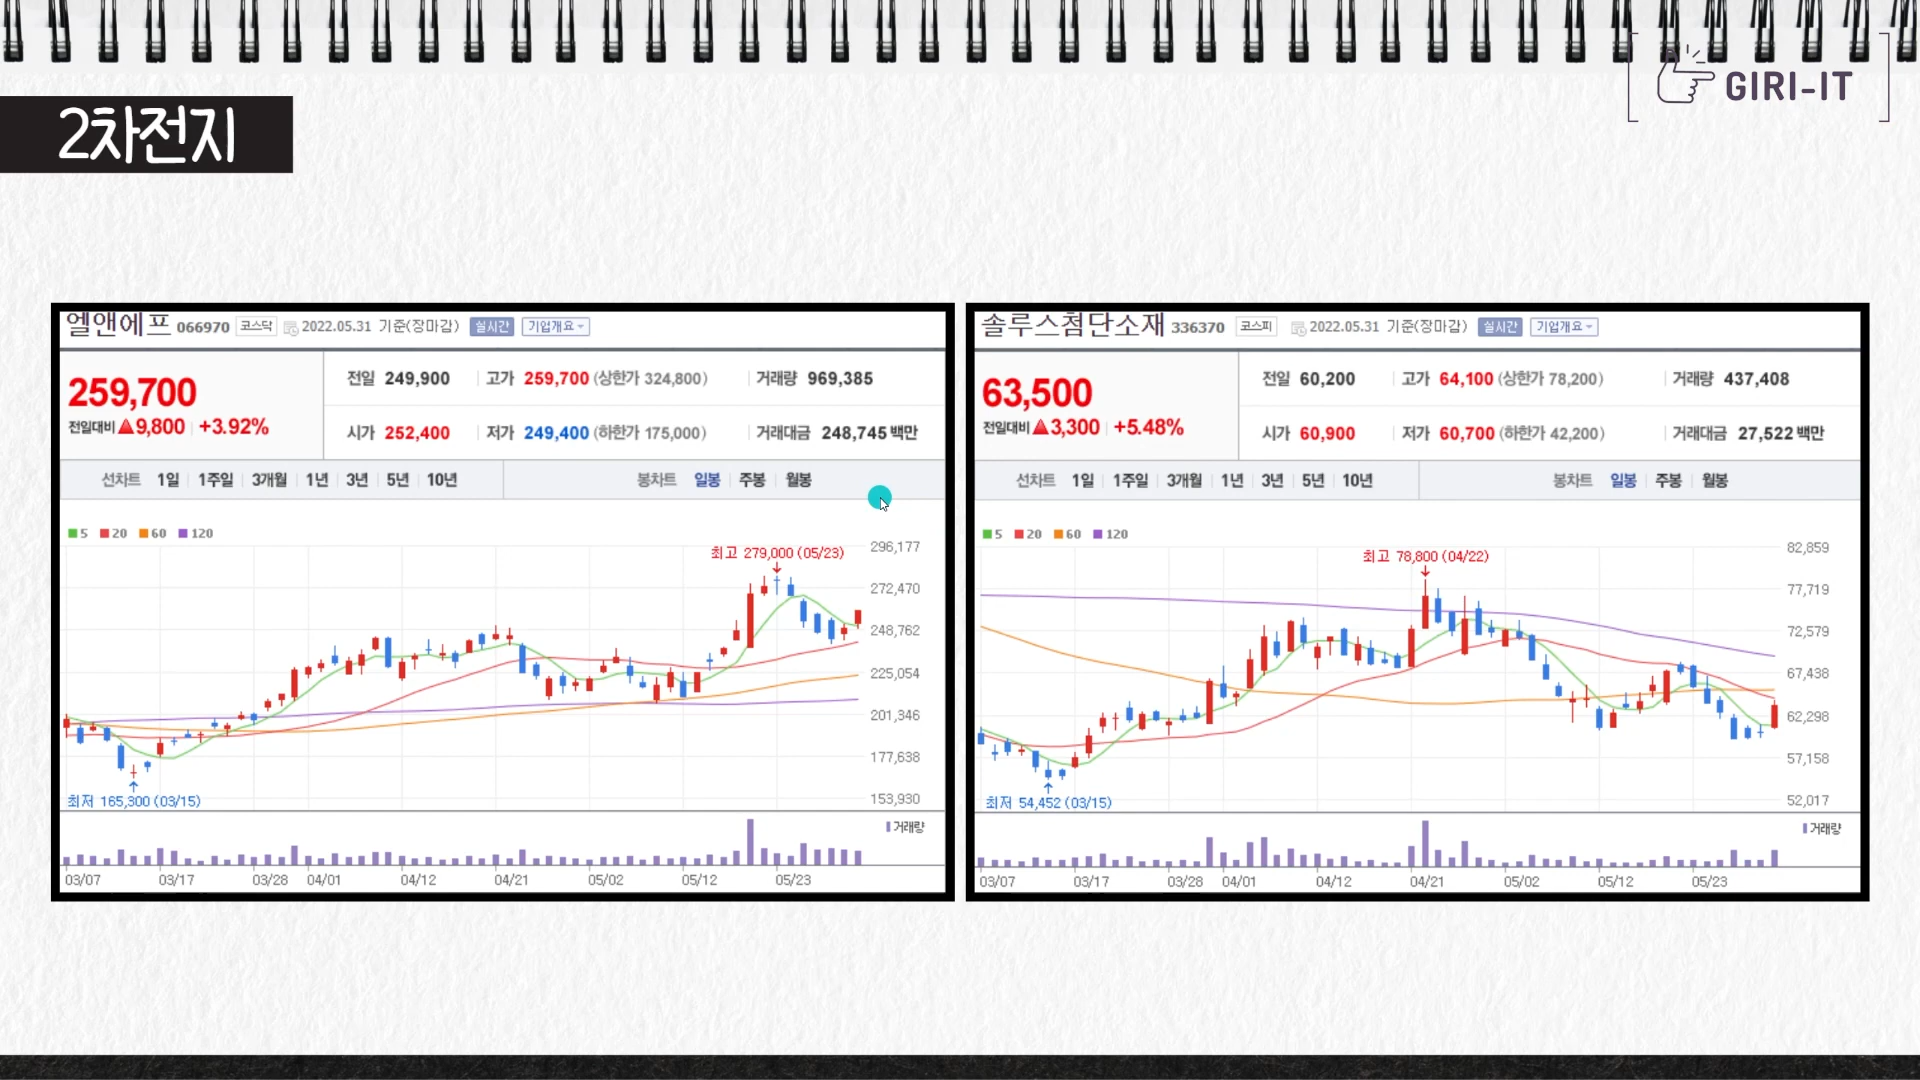 GIRI-IT
2차전지
엘앤에프 066970 코스닥 2022.05.31 기준(장마감) 실시간 기업개요
259,700
전일대비 ▲9,800 +3.92%
전일 249,900 고가 259,700 (상한가 324,800) 거래량 969,385
시가 252,400 저가 249,400 (하한가 175,000) 거래대금 248,745 백만
선차트 1일 1주일 3개월 1년 3년 5년 10년 봉차트 일봉 주봉 월봉
5 20 60 120
최고 279,000 (05/23)
296,177
272,470
248,762
225,054
201,346
177,638
153,930
최저 165,300 (03/15)
거래량
03/07 03/17 03/28 04/01 04/12 04/21 05/02 05/12 05/23
솔루스첨단소재 336370 코스피 2022.05.31 기준(장마감) 실시간 기업개요
63,500
전일대비 ▲3,300 +5.48%
전일 60,200 고가 64,100 (상한가 78,200) 거래량 437,408
시가 60,900 저가 60,700 (하한가 42,200) 거래대금 27,522 백만
선차트 1일 1주일 3개월 1년 3년 5년 10년 봉차트 일봉 주봉 월봉
5 20 60 120
최고 78,800 (04/22)
82,859
77,719
72,579
67,438
62,298
57,158
52,017
최저 54,452 (03/15)
거래량
03/07 03/17 03/28 04/01 04/12 04/21 05/02 05/12 05/23